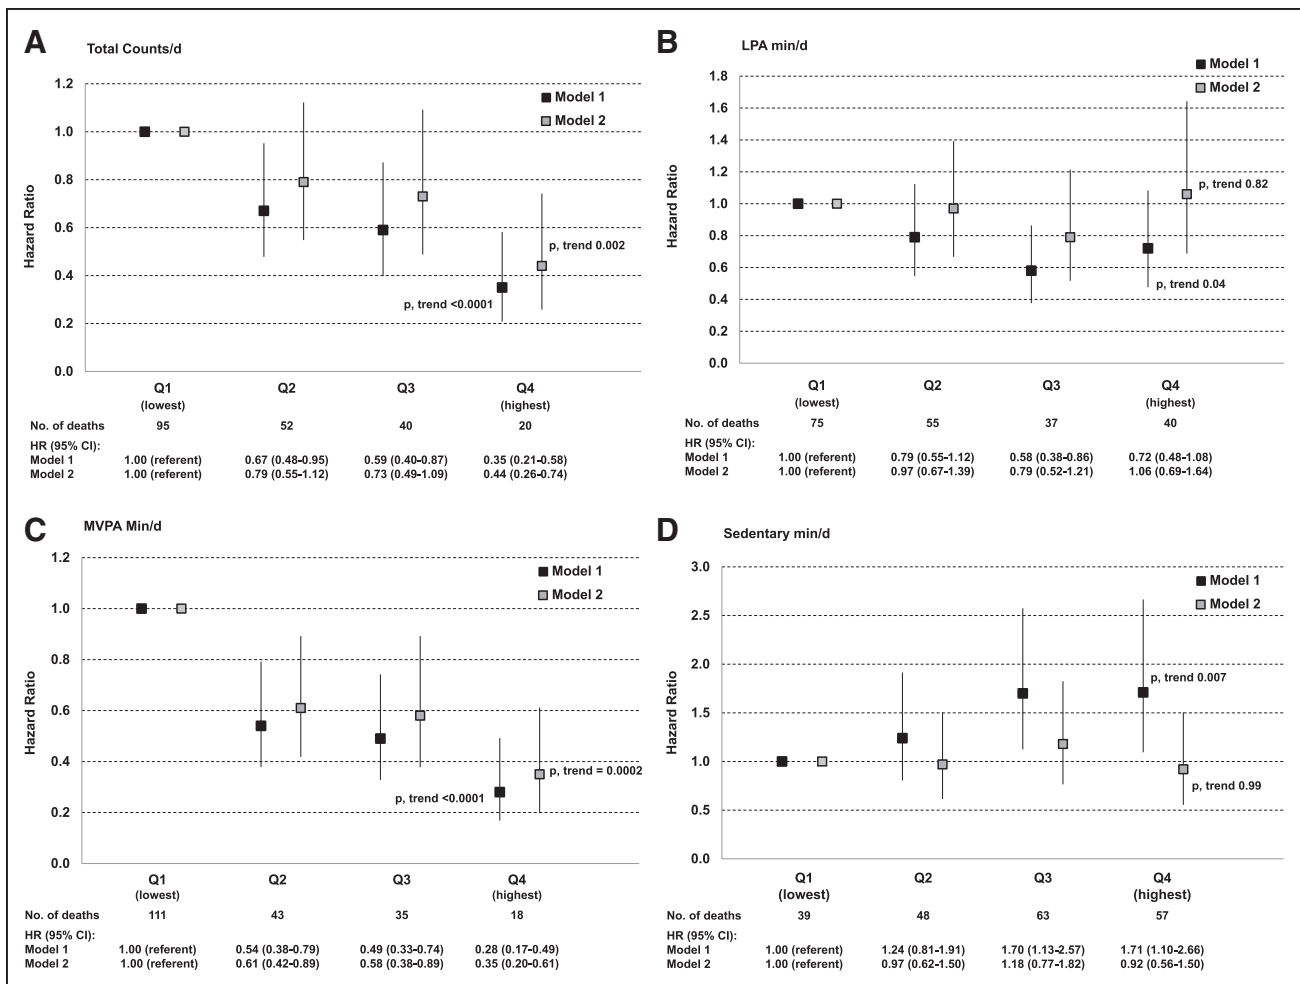 A
Total Counts/d
1.2
1.0
0.8
0.6
0.4
0.2
0.0
Hazard Ratio
Model 1
Model 2
p, trend 0.002
p, trend <0.0001
Q1 Q2 Q3 Q4
(lowest) (highest)
No. of deaths 95 52 40 20
HR (95% CI):
Model 1 1.00 (referent) 0.67 (0.48-0.95) 0.59 (0.40-0.87) 0.35 (0.21-0.58)
Model 2 1.00 (referent) 0.79 (0.55-1.12) 0.73 (0.49-1.09) 0.44 (0.26-0.74)
B
LPA min/d
1.8
1.6
1.4
1.2
1.0
0.8
0.6
0.4
0.2
0.0
Hazard Ratio
Model 1
Model 2
p, trend 0.82
p, trend 0.04
Q1 Q2 Q3 Q4
(lowest) (highest)
No. of deaths 75 55 37 40
HR (95% CI):
Model 1 1.00 (referent) 0.79 (0.55-1.12) 0.58 (0.38-0.86) 0.72 (0.48-1.08)
Model 2 1.00 (referent) 0.97 (0.67-1.39) 0.79 (0.52-1.21) 1.06 (0.69-1.64)
C
MVPA Min/d
1.2
1.0
0.8
0.6
0.4
0.2
0.0
Hazard Ratio
Model 1
Model 2
p, trend = 0.0002
p, trend <0.0001
Q1 Q2 Q3 Q4
(lowest) (highest)
No. of deaths 111 43 35 18
HR (95% CI):
Model 1 1.00 (referent) 0.54 (0.38-0.79) 0.49 (0.33-0.74) 0.28 (0.17-0.49)
Model 2 1.00 (referent) 0.61 (0.42-0.89) 0.58 (0.38-0.89) 0.35 (0.20-0.61)
D
Sedentary min/d
3.0
2.5
2.0
1.5
1.0
0.5
0.0
Hazard Ratio
Model 1
Model 2
p, trend 0.007
p, trend 0.99
Q1 Q2 Q3 Q4
(lowest) (highest)
No. of deaths 39 48 63 57
HR (95% CI):
Model 1 1.00 (referent) 1.24 (0.81-1.91) 1.70 (1.13-2.57) 1.71 (1.10-2.66)
Model 2 1.00 (referent) 0.97 (0.62-1.50) 1.18 (0.77-1.82) 0.92 (0.56-1.50)